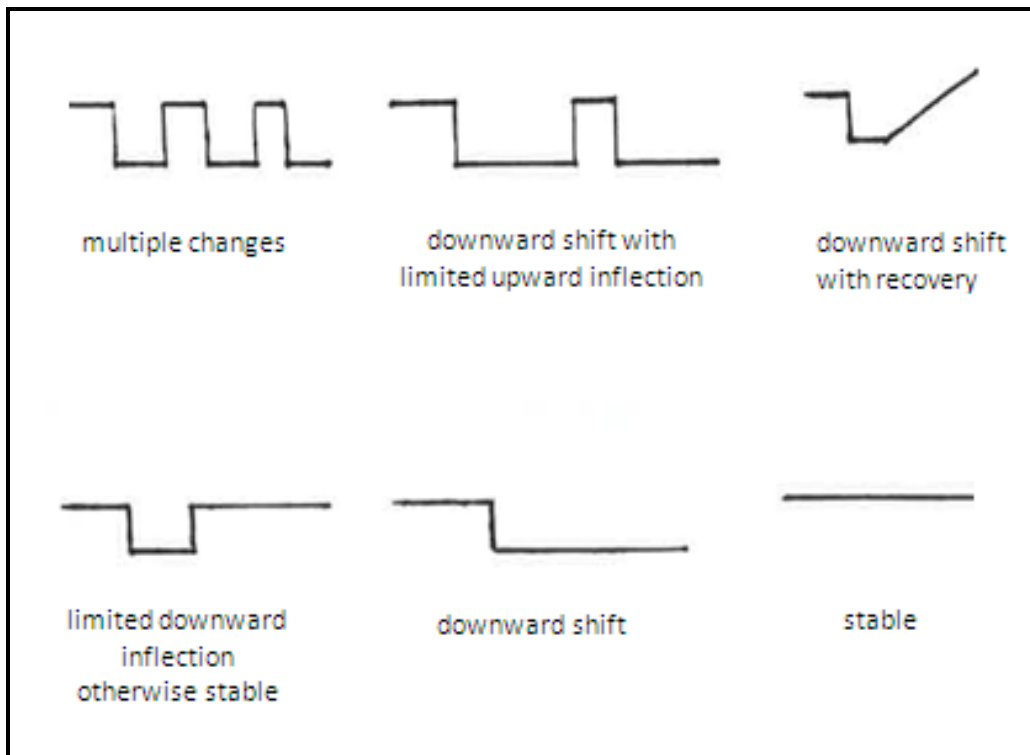 multiple changes
downward shift with
limited upward inflection
downward shift
with recovery
limited downward
inflection
otherwise stable
downward shift
stable